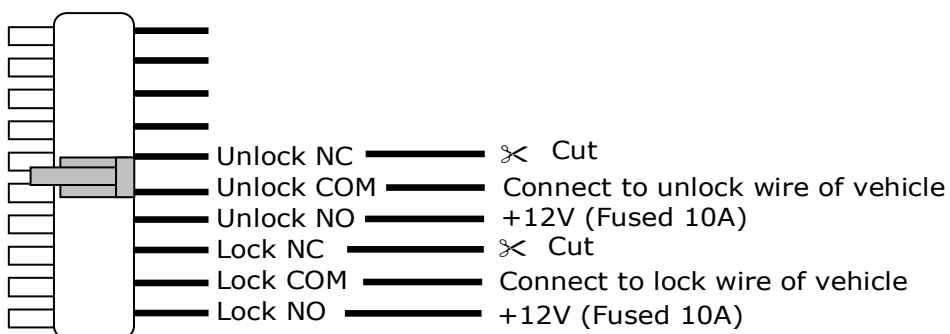 Unlock NC ✂ Cut
Unlock COM Connect to unlock wire of vehicle
Unlock NO +12V (Fused 10A)
Lock NC ✂ Cut
Lock COM Connect to lock wire of vehicle
Lock NO +12V (Fused 10A)